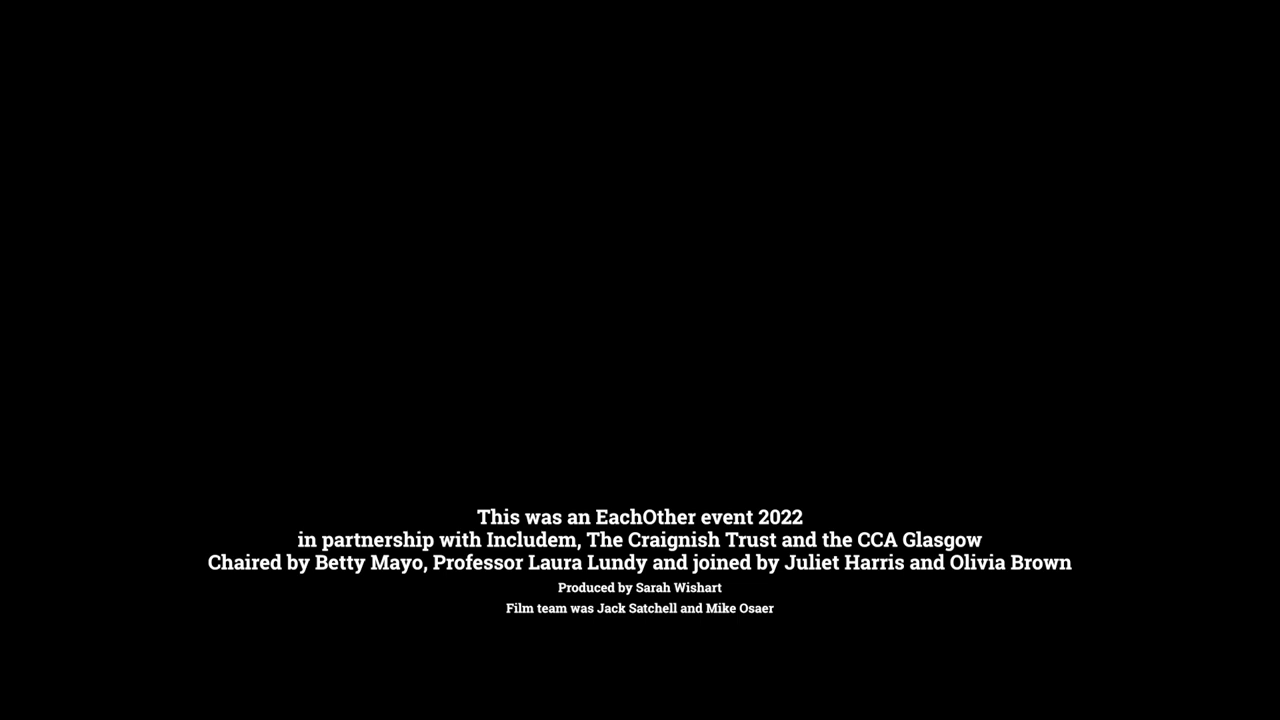 This was an EachOther event 2022
in partnership with Includem, The Craignish Trust and the CCA Glasgow
Chaired by Betty Mayo, Professor Laura Lundy and joined by Juliet Harris and Olivia Brown
Produced by Sarah Wishart
Film team was Jack Satchell and Mike Osaer